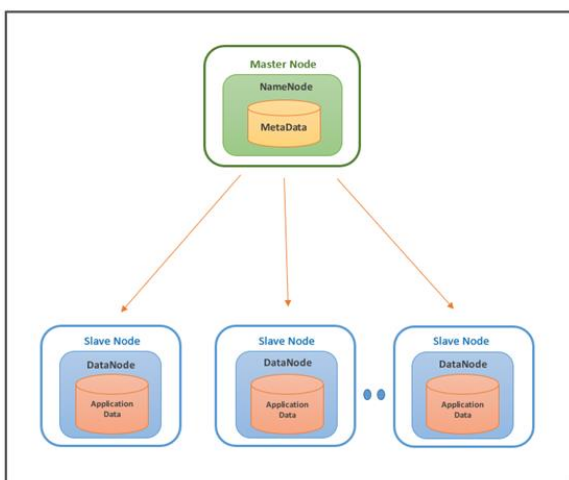 Master Node
NameNode
MetaData
Slave Node
DataNode
Application
Data
Slave Node
DataNode
Application
Data
Slave Node
DataNode
Application
Data